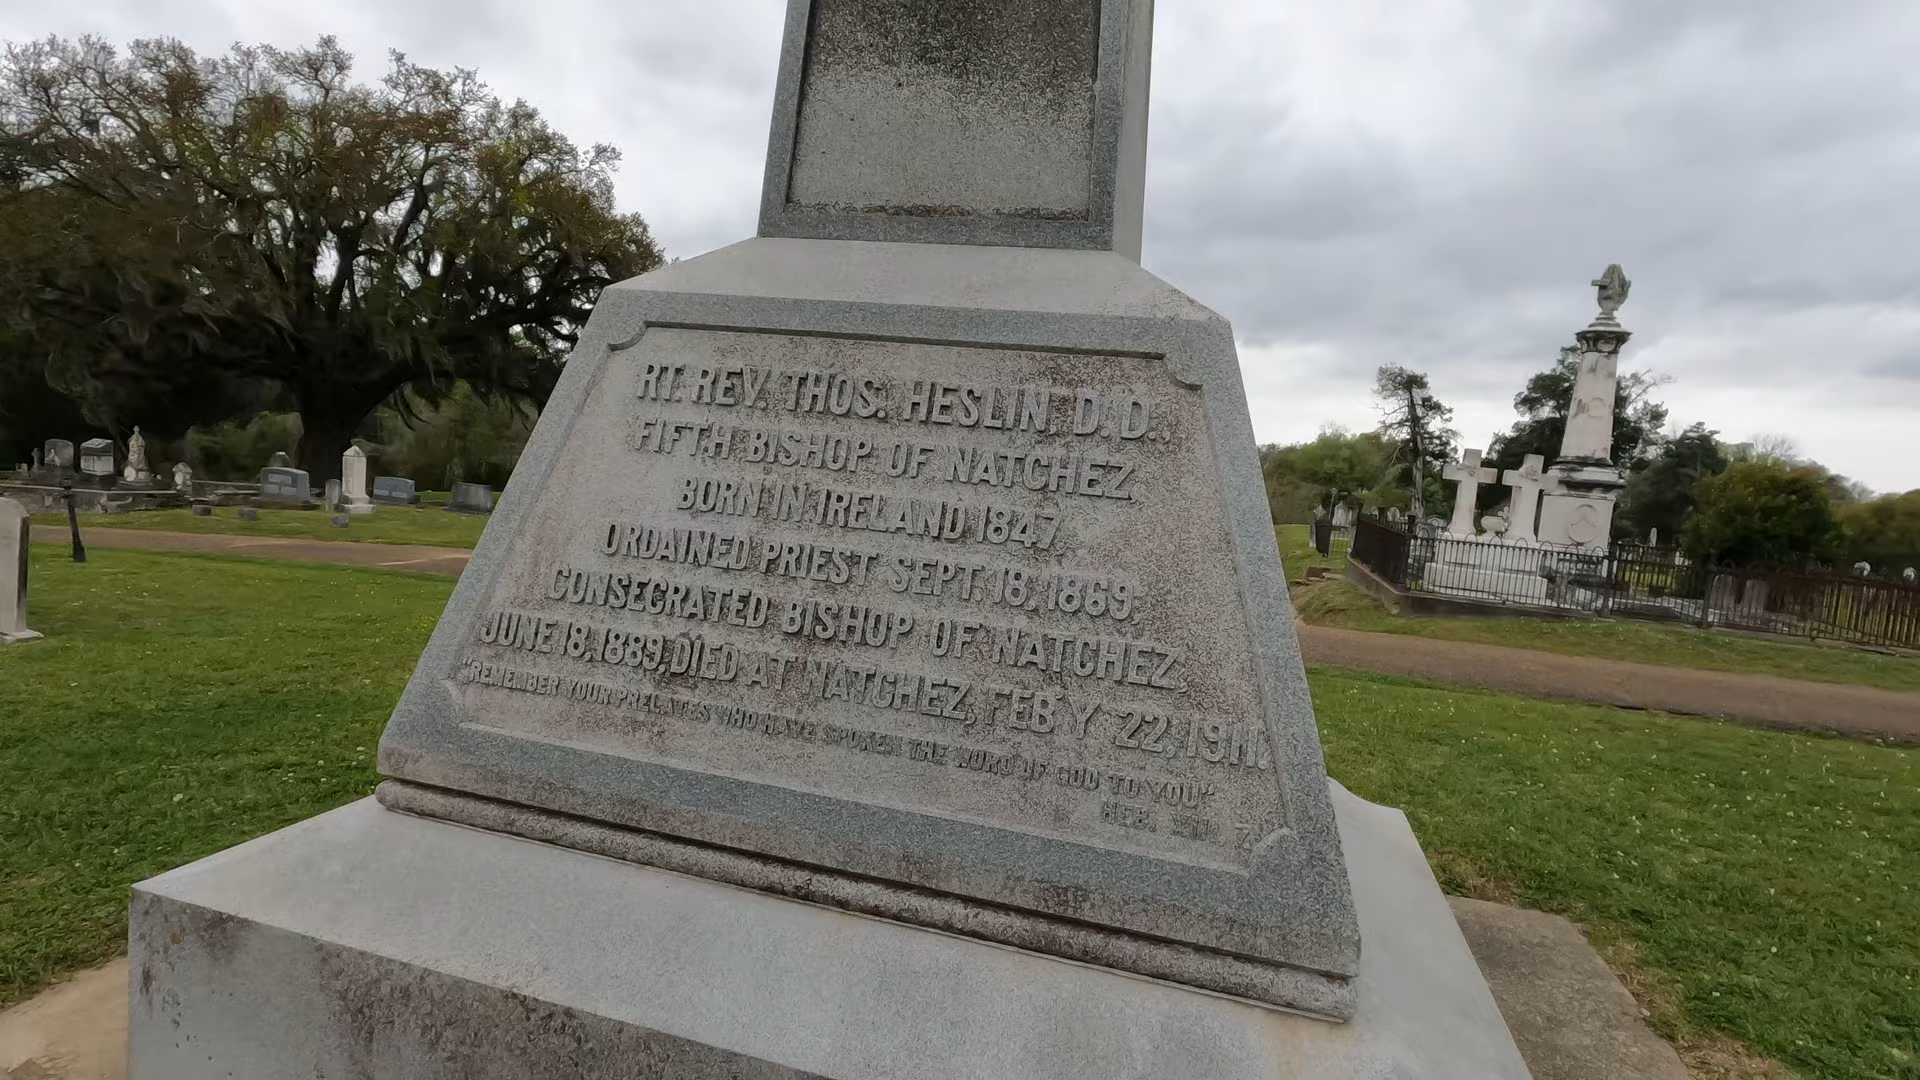 RT. REV. THOS. HESLIN D.D.,
FIFTH BISHOP OF NATCHEZ,
BORN IN IRELAND 1847,
ORDAINED PRIEST SEPT. 18, 1869,
CONSECRATED BISHOP OF NATCHEZ,
JUNE 18, 1889, DIED AT NATCHEZ, FEB'Y 22, 1911.
"REMEMBER YOUR PRELATES WHO HAVE SPOKEN THE WORD OF GOD TO YOU"
HEB. 7